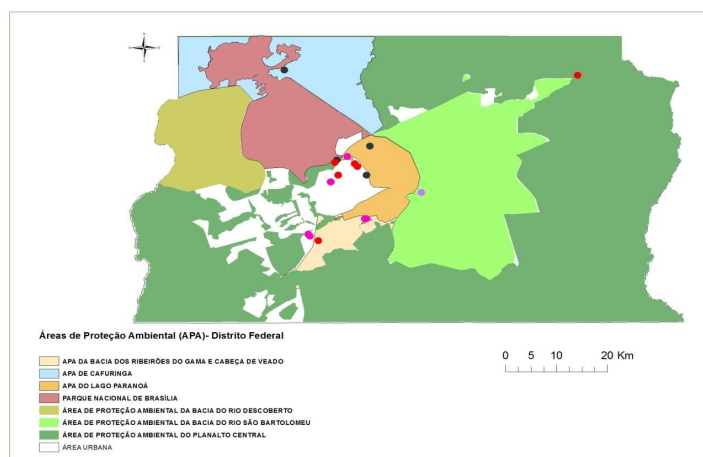 Áreas de Proteção Ambiental (APA)- Distrito Federal
APA DA BACIA DOS RIBEIRÕES DO GAMA E CABEÇA DE VEADO
APA DE CAFURINGA
APA DO LAGO PARANOÁ
PARQUE NACIONAL DE BRASÍLIA
ÁREA DE PROTEÇÃO AMBIENTAL DA BACIA DO RIO DESCOBERTO
ÁREA DE PROTEÇÃO AMBIENTAL DA BACIA DO RIO SÃO BARTOLOMEU
ÁREA DE PROTEÇÃO AMBIENTAL DO PLANALTO CENTRAL
ÁREA URBANA
0 5 10 20 Km